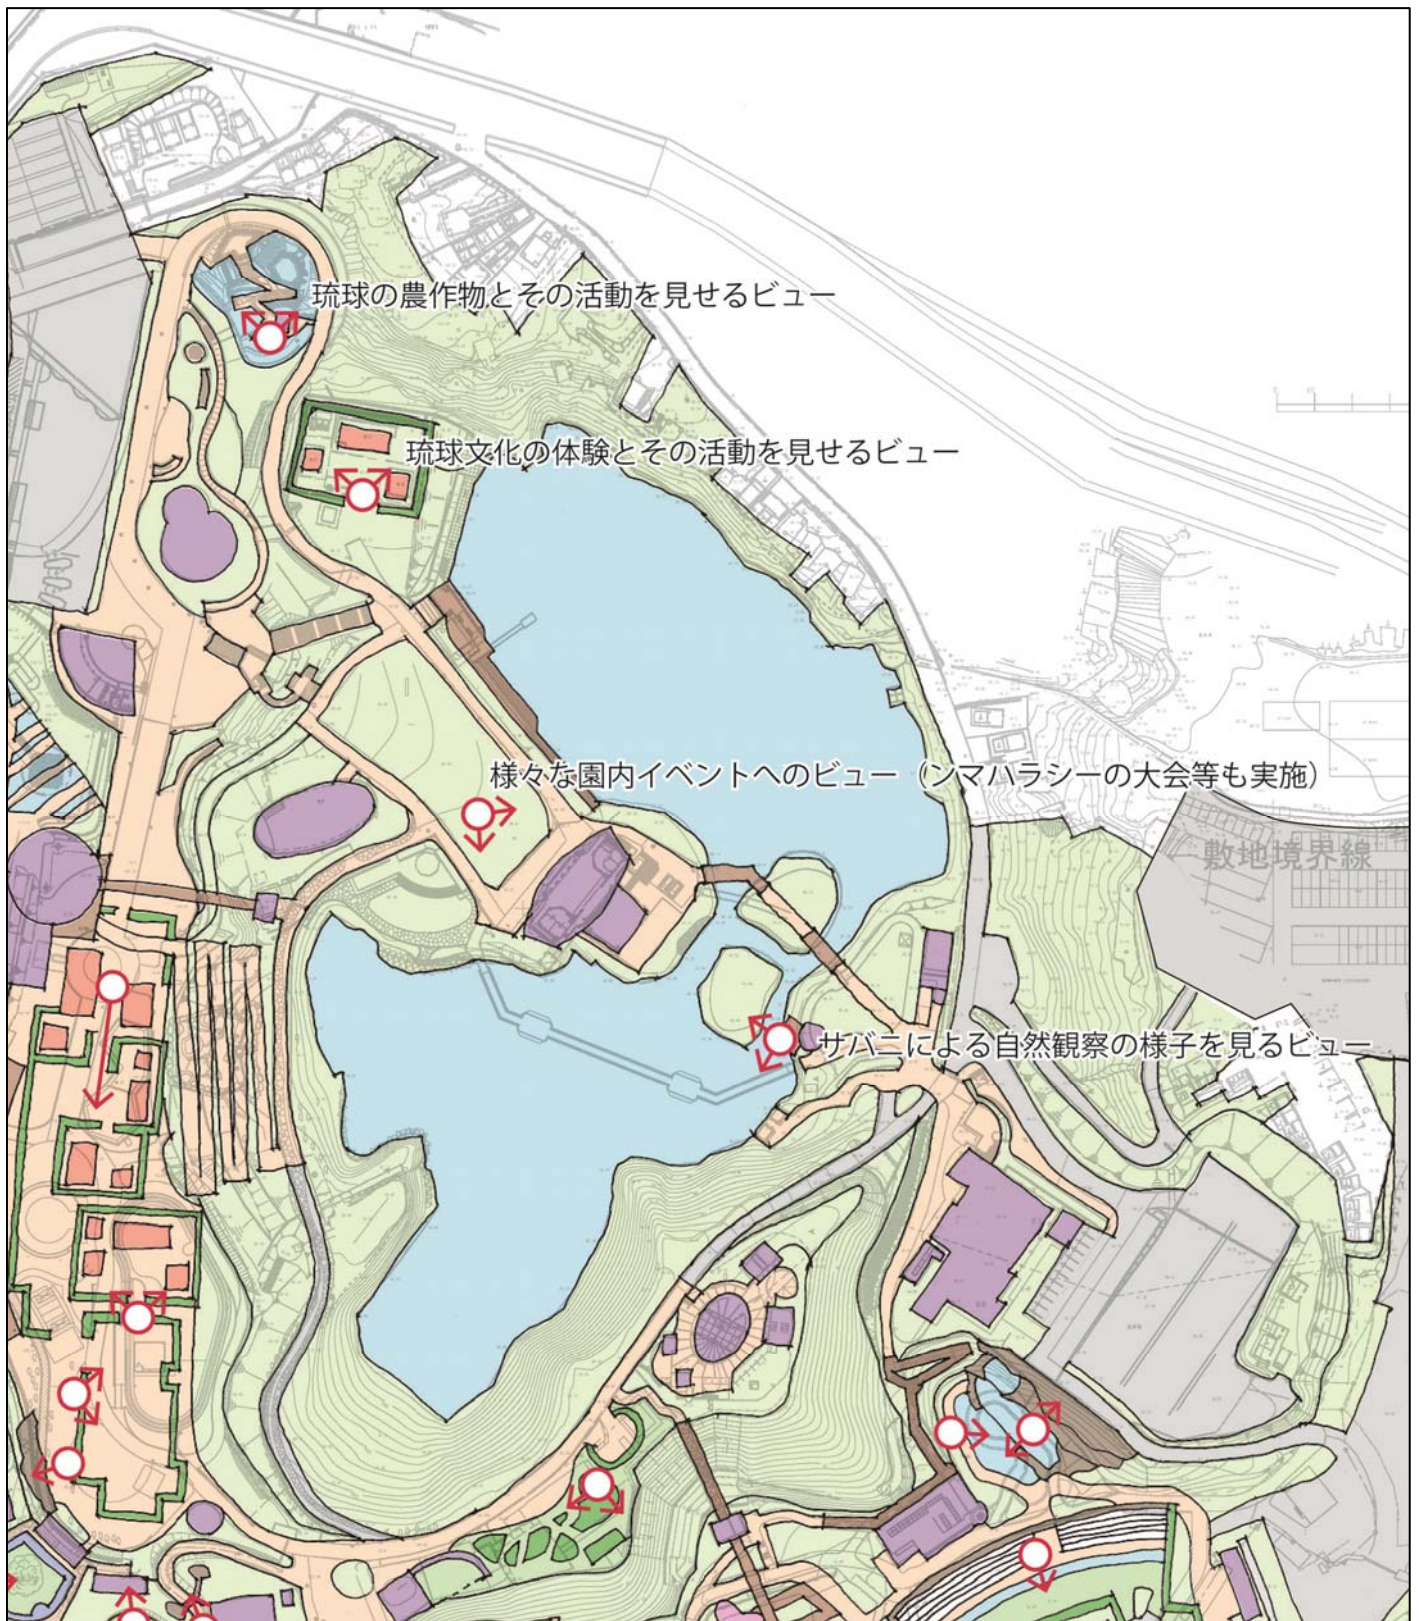 琉球の農作物とその活動を見せるビュー
琉球文化の体験とその活動を見せるビュー
様々な園内イベントへのビュー（ンマハラシーの大会等も実施）
敷地境界線
サバニによる自然観察の様子を見るビュー